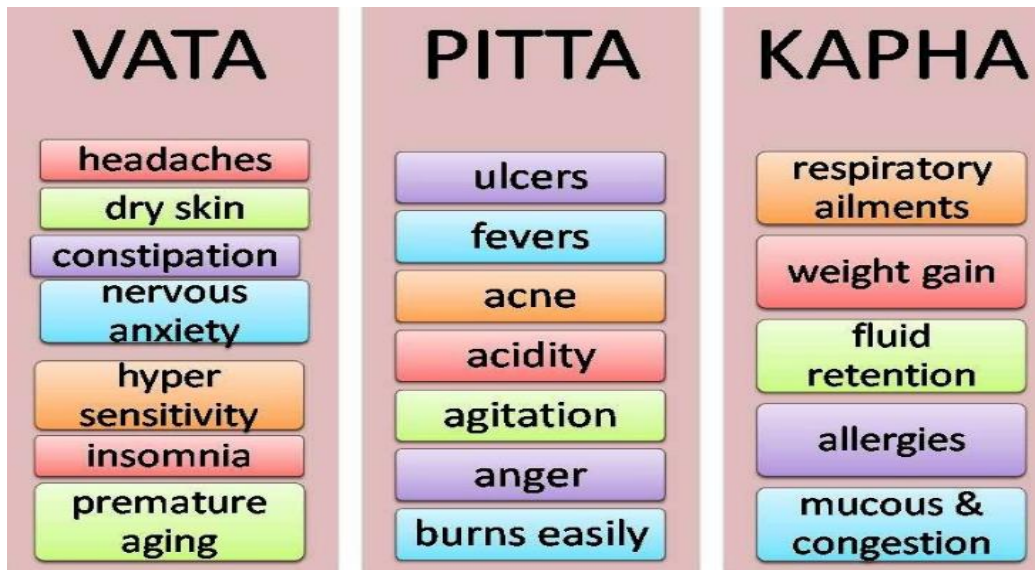 VATA
headaches
dry skin
constipation
nervous
anxiety
hyper
sensitivity
insomnia
premature
aging
PITTA
ulcers
fevers
acne
acidity
agitation
anger
burns easily
KAPHA
respiratory
ailments
weight gain
fluid
retention
allergies
mucous &
congestion